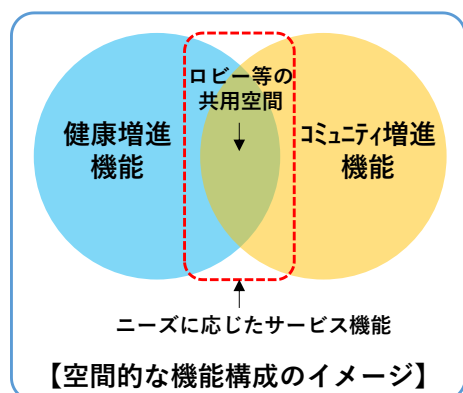 ロビー等の
共用空間
健康増進
機能
ｺﾐｭﾆﾃｨ増進
機能
ニーズに応じたサービス機能
【空間的な機能構成のイメージ】